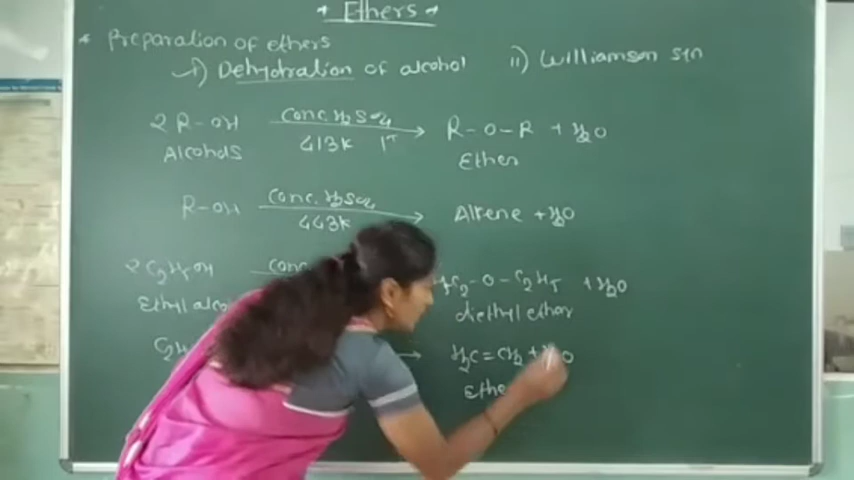 * Ethers *
* Preparation of ethers
i) Dehydration of alcohol ii) Williamson syn
2 R-OH conc. H2SO4 413K 1° R-O-R + H2O
Alcohols Ether
R-OH conc. H2SO4 443K Alkene + H2O
2 C2H5OH conc C2-O-C2H5 + H2O
Ethyl alco diethyl ether
C2H H2C=CH2 + H2O
Ethe